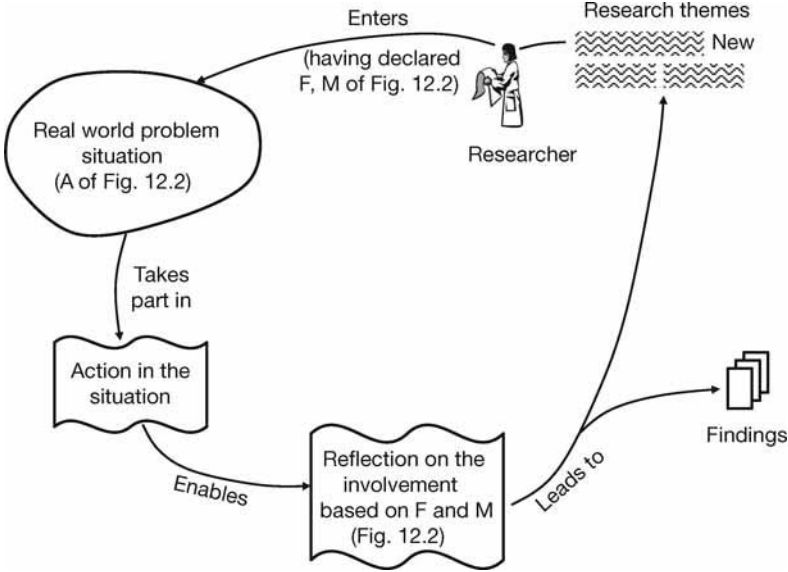 Research themes
New
Enters
(having declared
F, M of Fig. 12.2)
Researcher
Real world problem
situation
(A of Fig. 12.2)
Takes
part in
Action in the
situation
Enables
Reflection on the
involvement
based on F and M
(Fig. 12.2)
Leads to
Findings